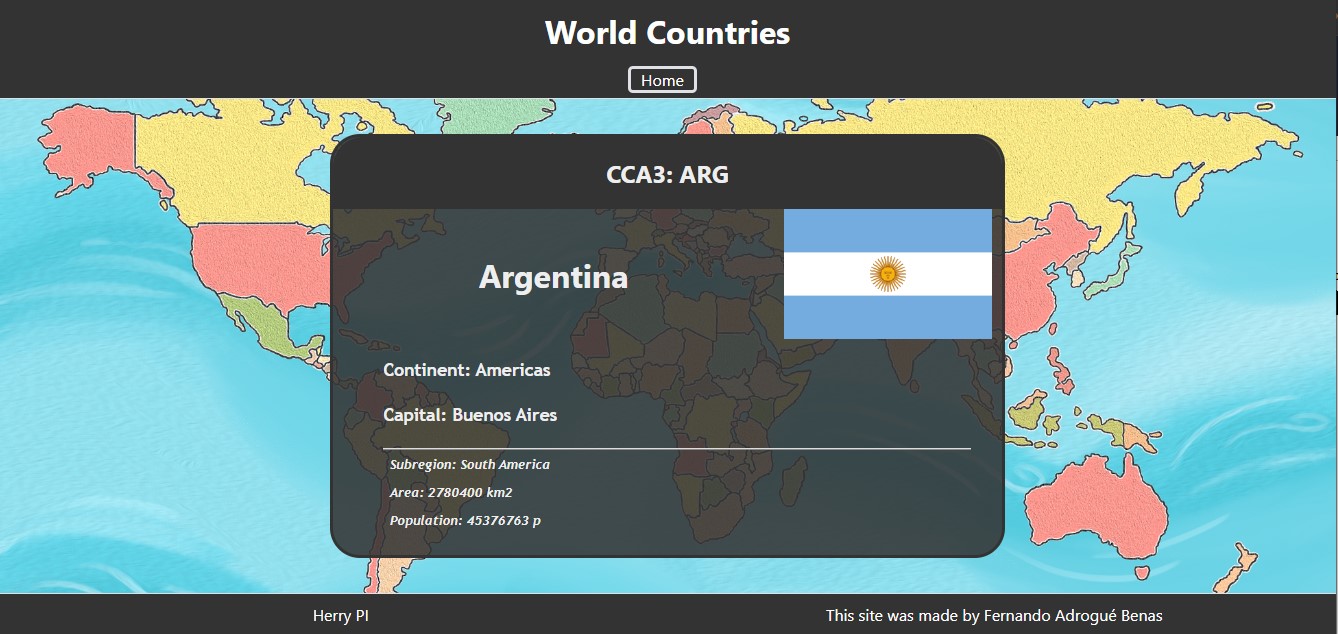 World Countries
Home
CCA3: ARG
Argentina
Continent: Americas
Capital: Buenos Aires
Subregion: South America
Area: 2780400 km2
Population: 45376763 p
Herry PI
This site was made by Fernando Adrogué Benas